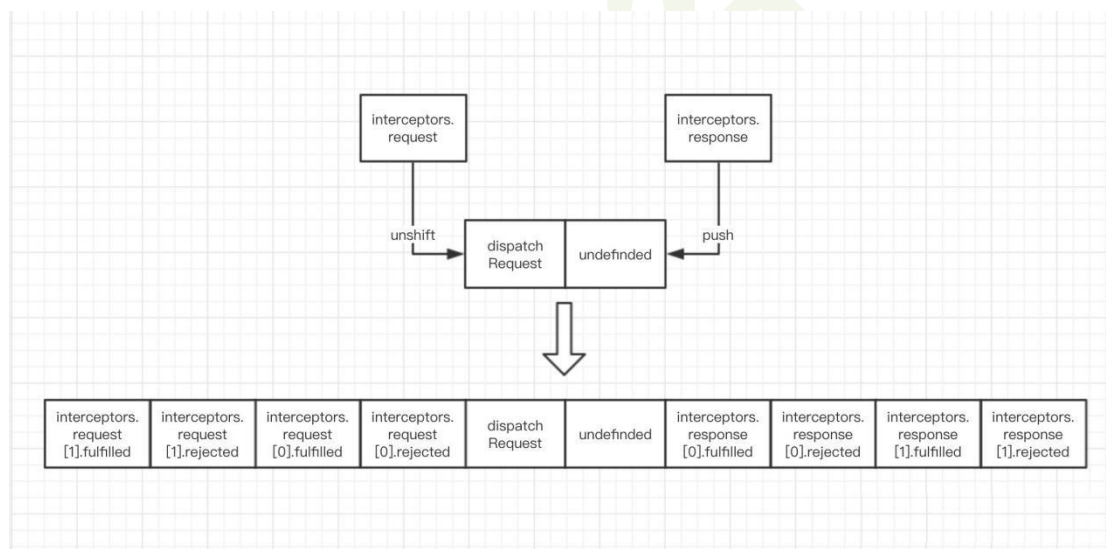 interceptors.
request
interceptors.
response
unshift
push
dispatch
Request
undefinded
interceptors.
request
[1].fulfilled
interceptors.
request
[1].rejected
interceptors.
request
[0].fulfilled
interceptors.
request
[0].rejected
dispatch
Request
undefinded
interceptors.
response
[0].fulfilled
interceptors.
response
[0].rejected
interceptors.
response
[1].fulfilled
interceptors.
response
[1].rejected